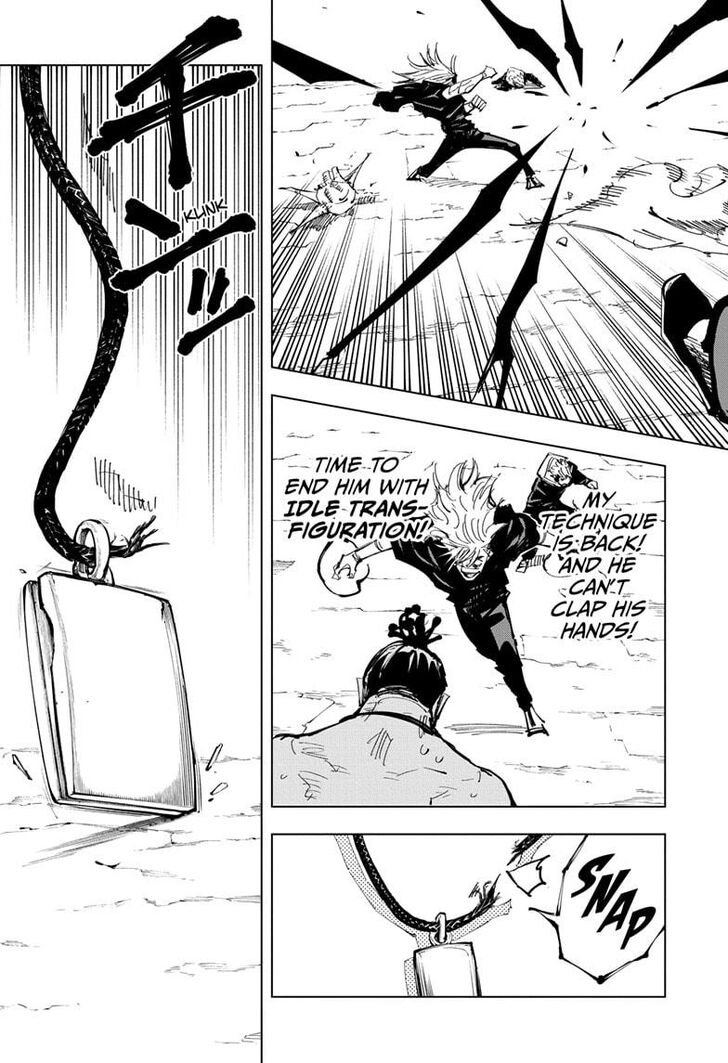 MY
TECHNIQUE
IS BACK!
AND HE
CAN'T
CLAP HIS
HANDS!
TIME TO
END HIM WITH
IDLE TRANS-
FIGURATION!
SNAP
チンッ
KLINK